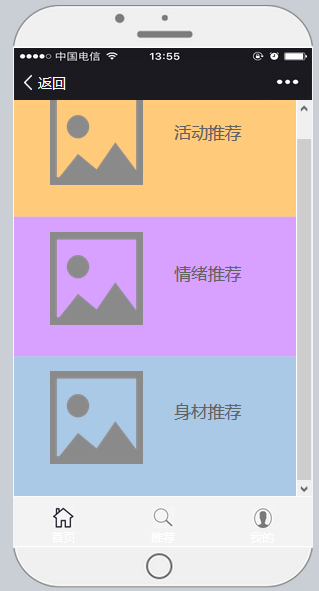 中国电信 13:55
返回
活动推荐
情绪推荐
身材推荐
首页 推荐 我的